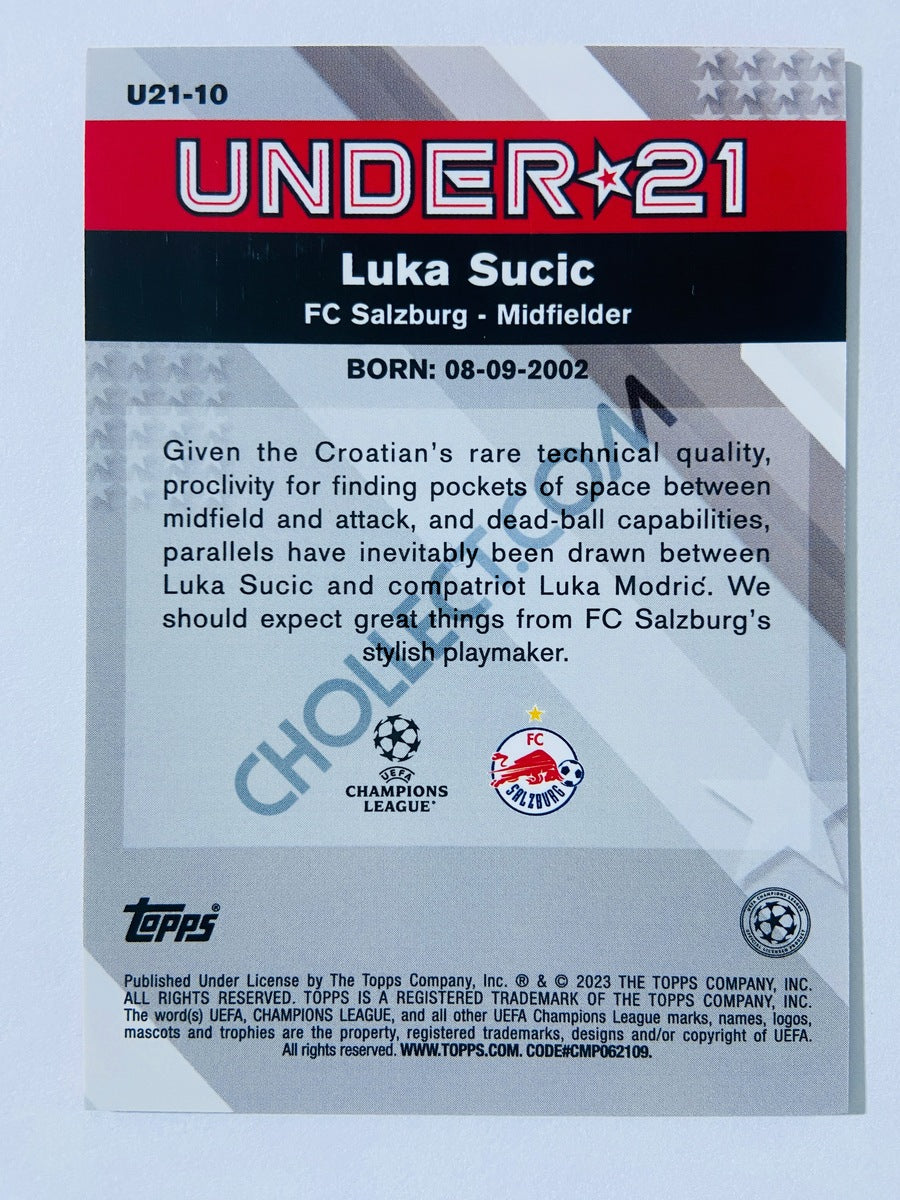 U21-10
UNDER★21
Luka Sucic
FC Salzburg - Midfielder
BORN: 08-09-2002
Given the Croatian's rare technical quality,
proclivity for finding pockets of space between
midfield and attack, and dead-ball capabilities,
parallels have inevitably been drawn between
Luka Sucic and compatriot Luka Modrić. We
should expect great things from FC Salzburg's
stylish playmaker.
CHOLLECT.COM
UEFA
CHAMPIONS
LEAGUE®
FC
SALZBURG
Topps®
UEFA CHAMPIONS LEAGUE
OFFICIAL LICENSED PRODUCT
Published Under License by The Topps Company, Inc. ® & © 2023 THE TOPPS COMPANY, INC.
ALL RIGHTS RESERVED. TOPPS IS A REGISTERED TRADEMARK OF THE TOPPS COMPANY, INC.
The word(s) UEFA, CHAMPIONS LEAGUE, and all other UEFA Champions League marks, names, logos,
mascots and trophies are the property, registered trademarks, designs and/or copyright of UEFA.
All rights reserved. WWW.TOPPS.COM. CODE#CMP062109.